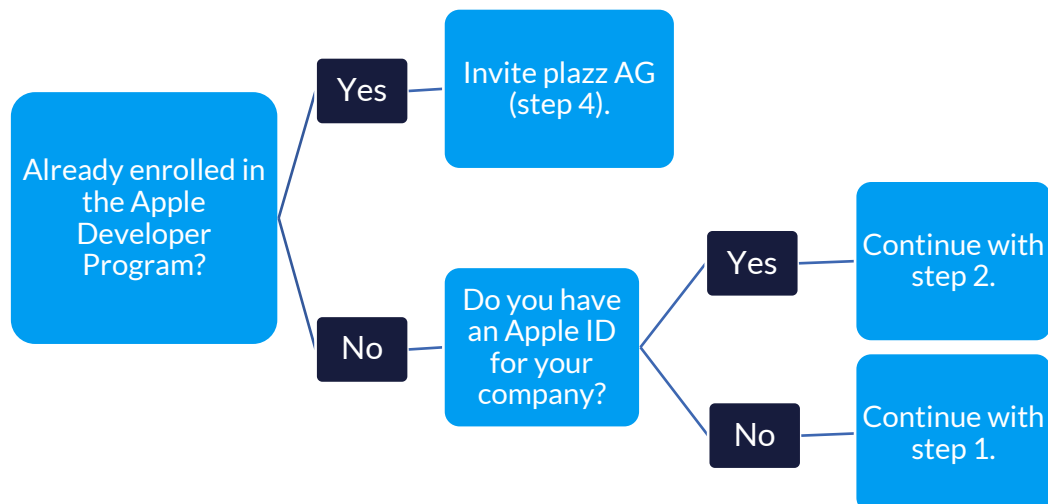 Already enrolled in
the Apple
Developer
Program?
Yes
Invite plazz AG
(step 4).
No
Do you have
an Apple ID
for your
company?
Yes
Continue with
step 2.
No
Continue with
step 1.